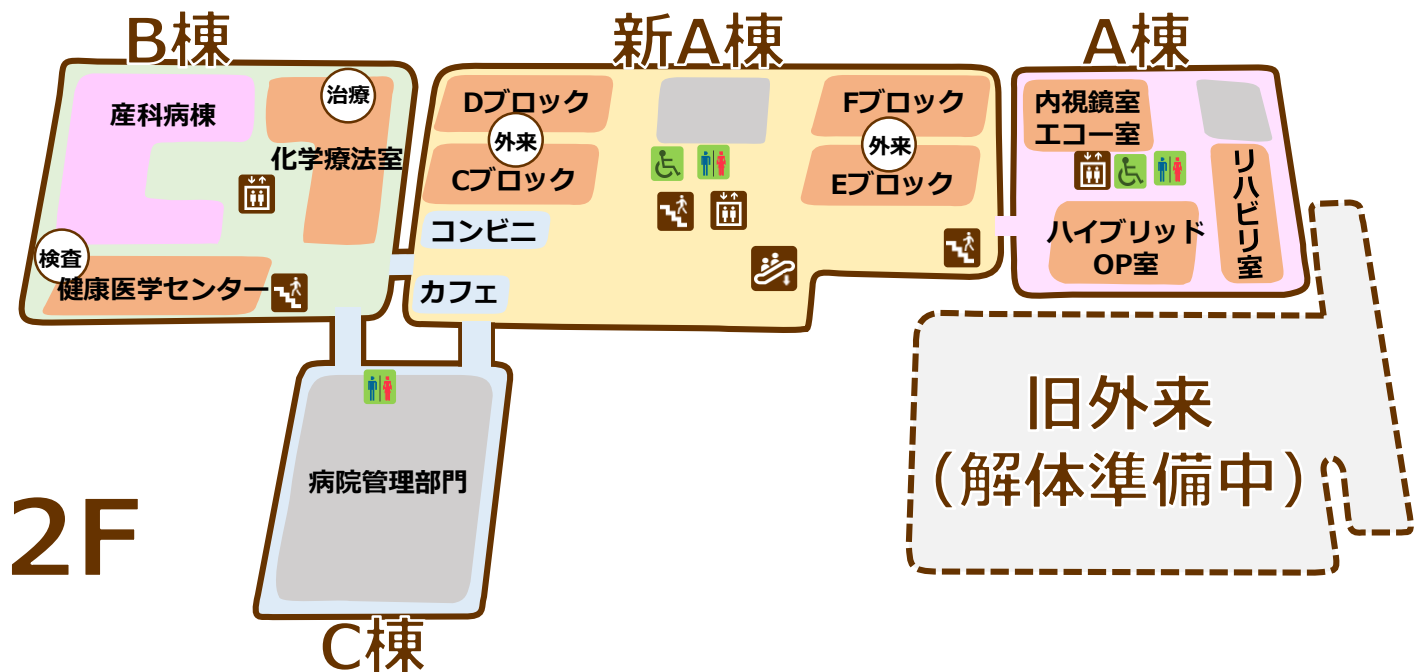 B棟
新A棟
A棟
産科病棟
治療
化学療法室
検査
健康医学センター
Dブロック
外来
Cブロック
コンビニ
カフェ
Fブロック
外来
Eブロック
内視鏡室
エコー室
ハイブリッド
OP室
リハビリ室
旧外来
（解体準備中）
病院管理部門
2F
C棟